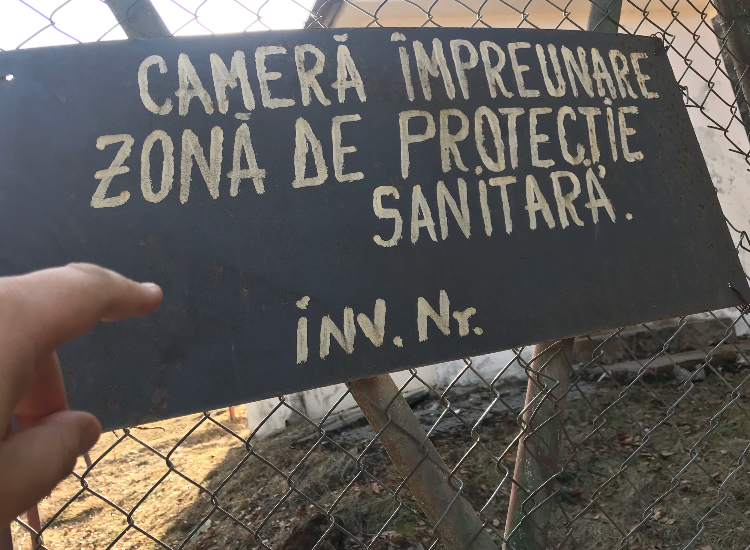 CAMERĂ ÎMPREUNARE
ZONĂ DE PROTECȚIE
SANITARĂ.
INV. Nr.